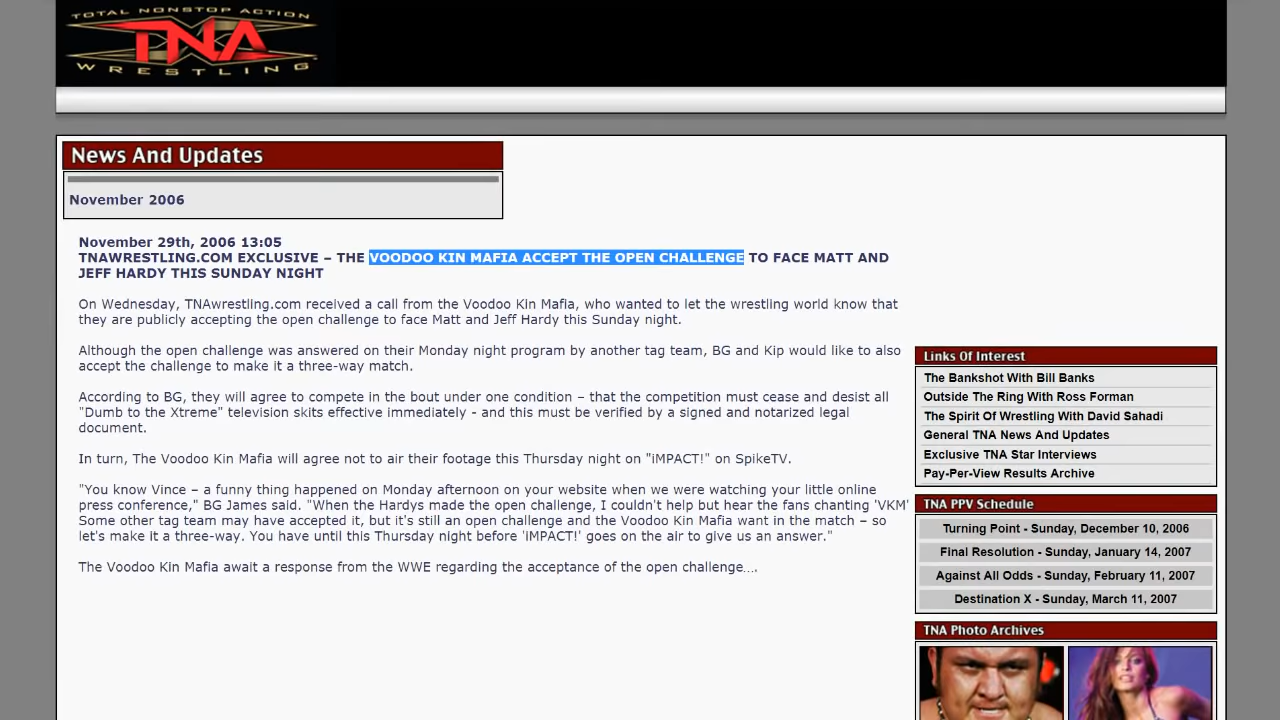 TOTAL NONSTOP ACTION
TNA
WRESTLING
News And Updates
November 2006
November 29th, 2006 13:05
TNAWRESTLING.COM EXCLUSIVE – THE VOODOO KIN MAFIA ACCEPT THE OPEN CHALLENGE TO FACE MATT AND
JEFF HARDY THIS SUNDAY NIGHT
On Wednesday, TNAwrestling.com received a call from the Voodoo Kin Mafia, who wanted to let the wrestling world know that
they are publicly accepting the open challenge to face Matt and Jeff Hardy this Sunday night.
Although the open challenge was answered on their Monday night program by another tag team, BG and Kip would like to also
accept the challenge to make it a three-way match.
According to BG, they will agree to compete in the bout under one condition – that the competition must cease and desist all
"Dumb to the Xtreme" television skits effective immediately - and this must be verified by a signed and notarized legal
document.
In turn, The Voodoo Kin Mafia will agree not to air their footage this Thursday night on "iMPACT!" on SpikeTV.
"You know Vince – a funny thing happened on Monday afternoon on your website when we were watching your little online
press conference," BG James said. "When the Hardys made the open challenge, I couldn't help but hear the fans chanting 'VKM'
Some other tag team may have accepted it, but it's still an open challenge and the Voodoo Kin Mafia want in the match – so
let's make it a three-way. You have until this Thursday night before 'iMPACT!' goes on the air to give us an answer."
The Voodoo Kin Mafia await a response from the WWE regarding the acceptance of the open challenge….
Links Of Interest
The Bankshot With Bill Banks
Outside The Ring With Ross Forman
The Spirit Of Wrestling With David Sahadi
General TNA News And Updates
Exclusive TNA Star Interviews
Pay-Per-View Results Archive
TNA PPV Schedule
Turning Point - Sunday, December 10, 2006
Final Resolution - Sunday, January 14, 2007
Against All Odds - Sunday, February 11, 2007
Destination X - Sunday, March 11, 2007
TNA Photo Archives